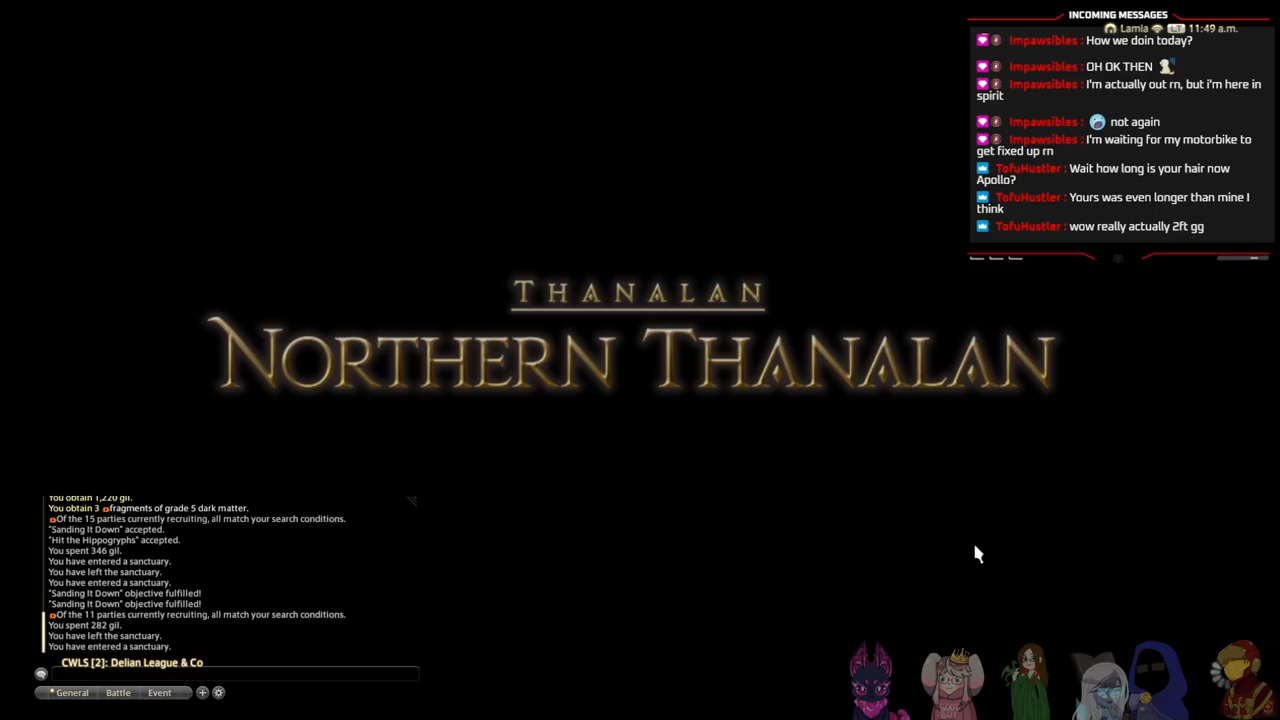 INCOMING MESSAGES
Lamia LT 11:49 a.m.
Impawsibles : How we doin today?
Impawsibles : OH OK THEN
Impawsibles : I'm actually out rn, but i'm here in
spirit
Impawsibles : not again
Impawsibles : I'm waiting for my motorbike to
get fixed up rn
TofuHustler : Wait how long is your hair now
Apollo?
TofuHustler : Yours was even longer than mine I
think
TofuHustler : wow really actually 2ft gg
THANALAN
NORTHERN THANALAN
You obtain 1,220 gil.
You obtain 3 fragments of grade 5 dark matter.
Of the 15 parties currently recruiting, all match your search conditions.
"Sanding It Down" accepted.
"Hit the Hippogryphs" accepted.
You spent 346 gil.
You have entered a sanctuary.
You have left the sanctuary.
You have entered a sanctuary.
"Sanding It Down" objective fulfilled!
"Sanding It Down" objective fulfilled!
Of the 11 parties currently recruiting, all match your search conditions.
You spent 282 gil.
You have left the sanctuary.
You have entered a sanctuary.
CWLS [2]: Delian League & Co
General Battle Event